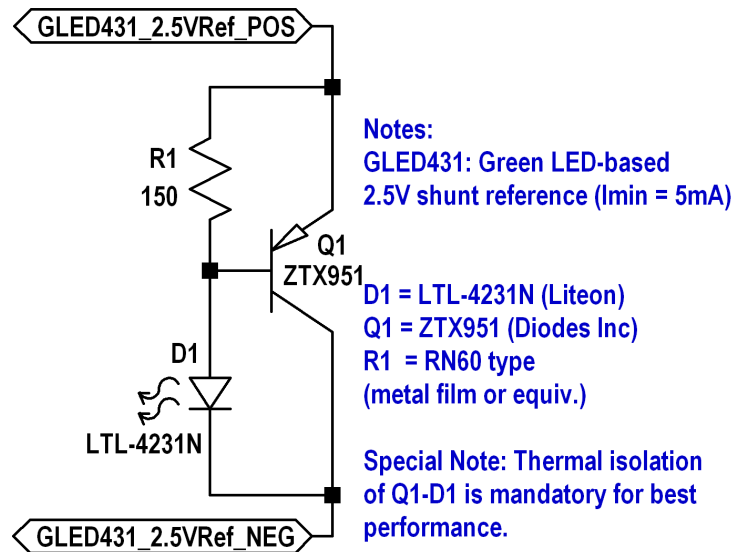 GLED431_2.5VRef_POS
R1
150
Q1
ZTX951
D1
LTL-4231N
GLED431_2.5VRef_NEG
Notes:
GLED431: Green LED-based
2.5V shunt reference (Imin = 5mA)
D1 = LTL-4231N (Liteon)
Q1 = ZTX951 (Diodes Inc)
R1 = RN60 type
(metal film or equiv.)
Special Note: Thermal isolation
of Q1-D1 is mandatory for best
performance.